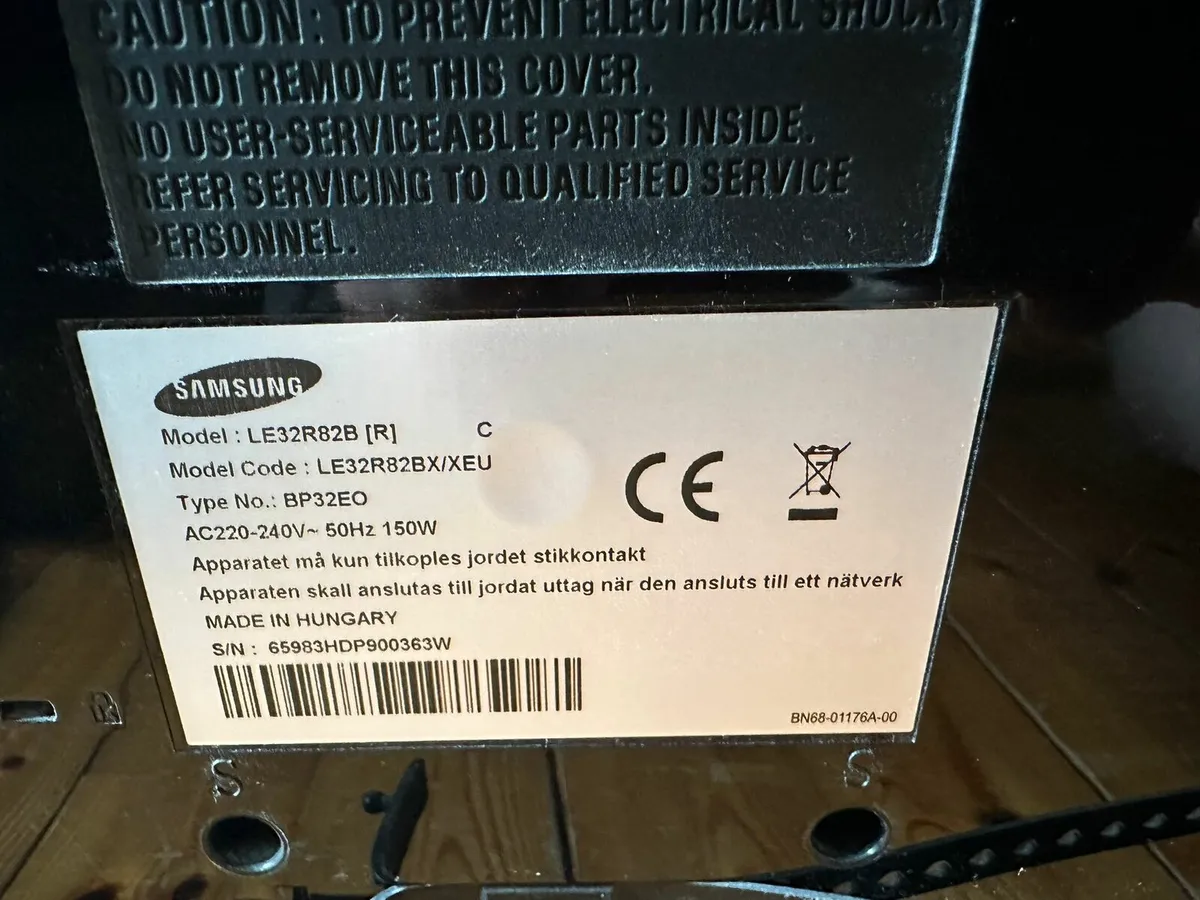 CAUTION: TO PREVENT ELECTRICAL SHOCK,
DO NOT REMOVE THIS COVER.
NO USER-SERVICEABLE PARTS INSIDE.
REFER SERVICING TO QUALIFIED SERVICE
PERSONNEL.
SAMSUNG
Model : LE32R82B [R] C
Model Code : LE32R82BX/XEU
Type No.: BP32EO
AC220-240V~ 50Hz 150W
Apparatet må kun tilkoples jordet stikkontakt
Apparaten skall anslutas till jordat uttag när den ansluts till ett nätverk
MADE IN HUNGARY
S/N : 65983HDP900363W
BN68-01176A-00
S S